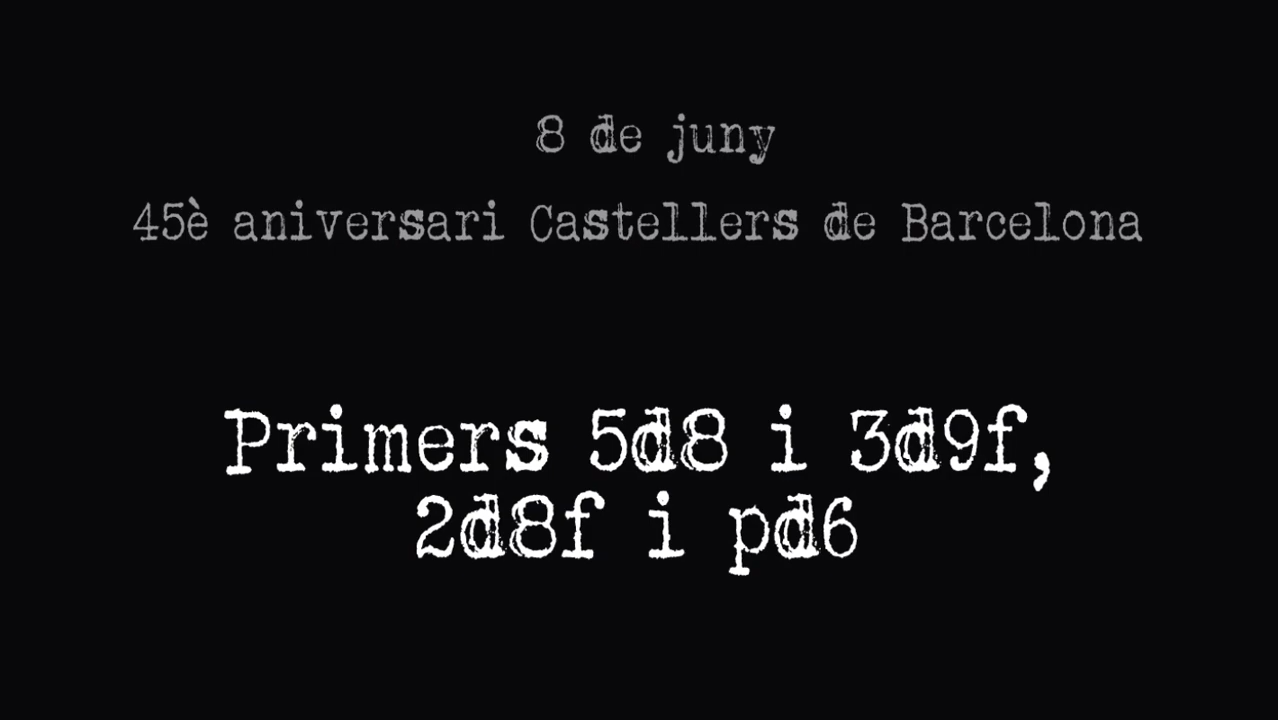 8 de juny
45è aniversari Castellers de Barcelona
Primers 5d8 i 3d9f,
2d8f i pd6